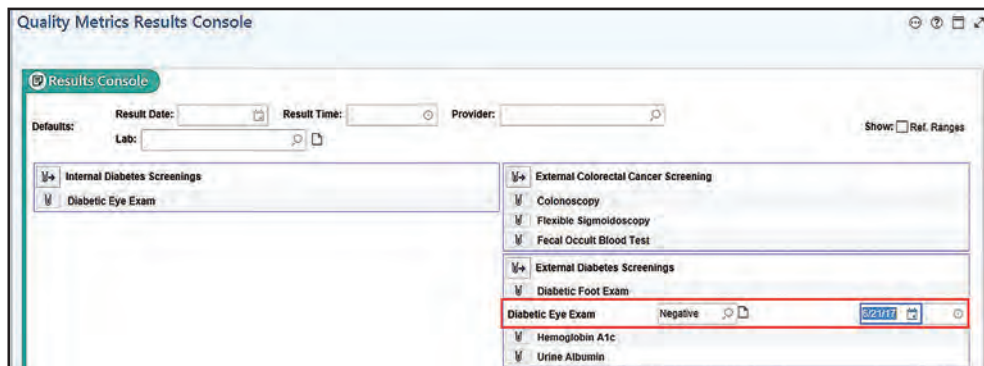 Quality Metrics Results Console
Results Console
Defaults: Result Date: Result Time: Provider:
Lab:
Show: Ref. Ranges
Internal Diabetes Screenings
Diabetic Eye Exam
External Colorectal Cancer Screening
Colonoscopy
Flexible Sigmoidoscopy
Fecal Occult Blood Test
External Diabetes Screenings
Diabetic Foot Exam
Diabetic Eye Exam Negative 6/21/17
Hemoglobin A1c
Urine Albumin